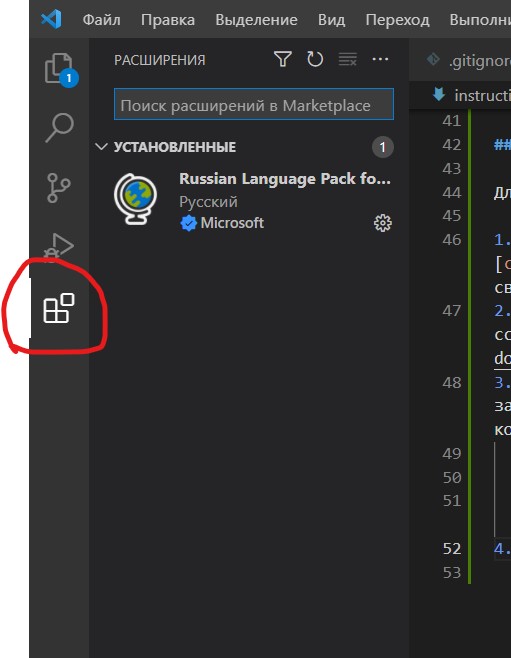 Файл Правка Выделение Вид Переход Выполни
РАСШИРЕНИЯ
.gitignor
1
Поиск расширений в Marketplace
instructi
УСТАНОВЛЕННЫЕ
1
Russian Language Pack fo...
Русский
Microsoft
41
42 ##
43
44 Дл
45
46 1.
[c
св
47 2.
сс
do
48 3.
за
ко
49
50
51
52 4.
53